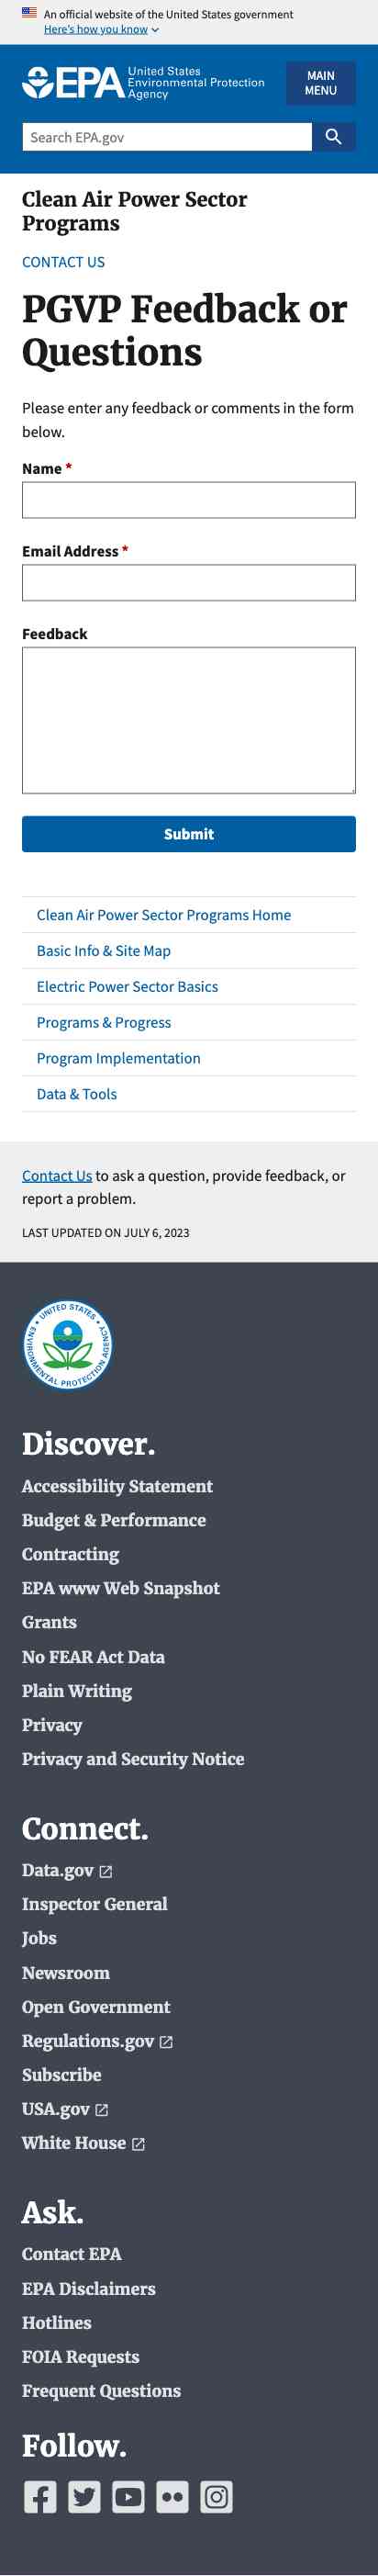 An official website of the United States government
Here's how you know
EPA United States
Environmental Protection
Agency
MAIN
MENU
Search EPA.gov
Clean Air Power Sector
Programs
CONTACT US
PGVP Feedback or
Questions
Please enter any feedback or comments in the form
below.
Name *
Email Address *
Feedback
Submit
Clean Air Power Sector Programs Home
Basic Info & Site Map
Electric Power Sector Basics
Programs & Progress
Program Implementation
Data & Tools
Contact Us to ask a question, provide feedback, or
report a problem.
LAST UPDATED ON JULY 6, 2023
UNITED STATES
ENVIRONMENTAL PROTECTION AGENCY
Discover.
Accessibility Statement
Budget & Performance
Contracting
EPA www Web Snapshot
Grants
No FEAR Act Data
Plain Writing
Privacy
Privacy and Security Notice
Connect.
Data.gov
Inspector General
Jobs
Newsroom
Open Government
Regulations.gov
Subscribe
USA.gov
White House
Ask.
Contact EPA
EPA Disclaimers
Hotlines
FOIA Requests
Frequent Questions
Follow.